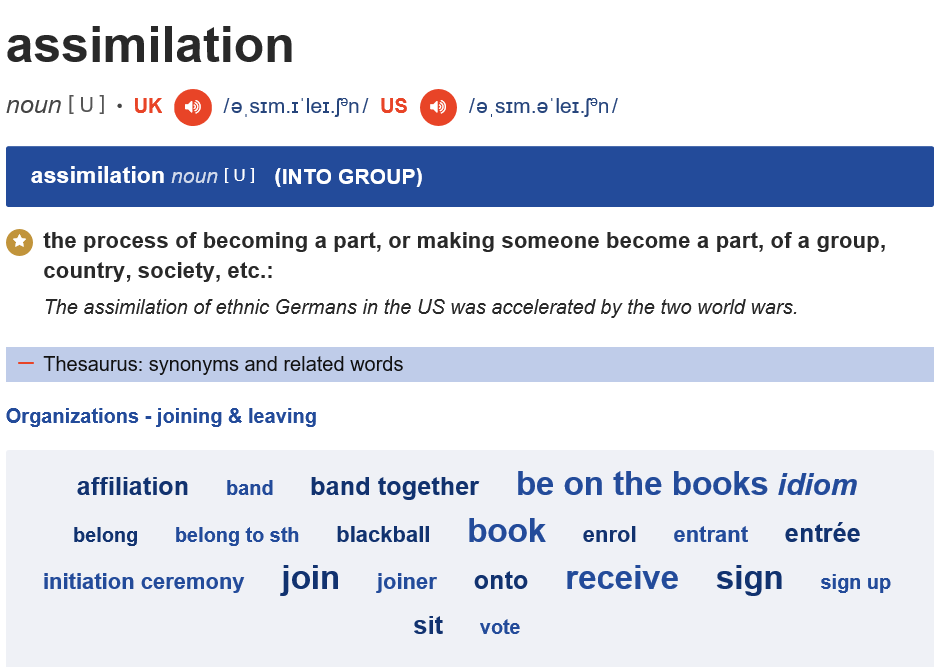 assimilation
noun [ U ] • UK /əˌsɪm.ɪˈleɪ.ʃᵊn/ US /əˌsɪm.əˈleɪ.ʃᵊn/
assimilation noun [ U ] (INTO GROUP)
the process of becoming a part, or making someone become a part, of a group,
country, society, etc.:
The assimilation of ethnic Germans in the US was accelerated by the two world wars.
Thesaurus: synonyms and related words
Organizations - joining & leaving
affiliation band band together be on the books idiom
belong belong to sth blackball book enrol entrant entrée
initiation ceremony join joiner onto receive sign sign up
sit vote